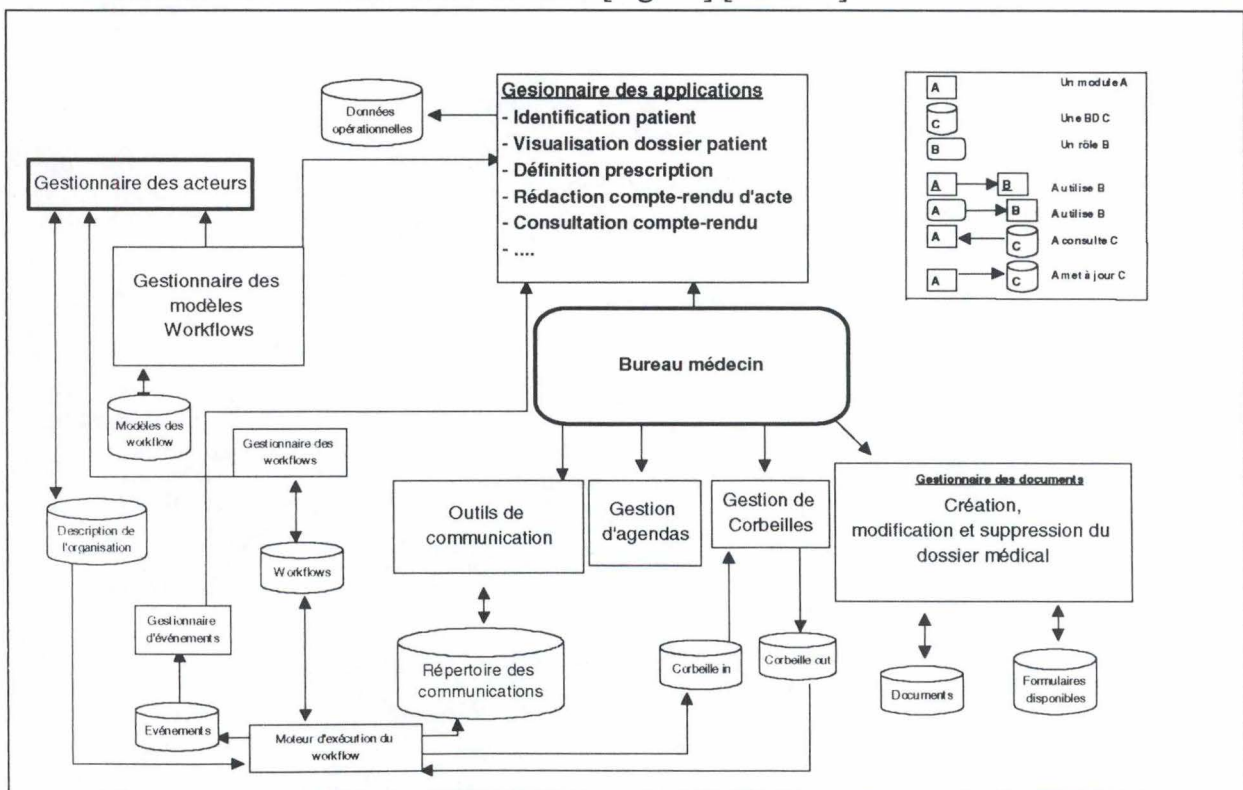 Gesionnaire des applications
- Identification patient
- Visualisation dossier patient
- Définition prescription
- Rédaction compte-rendu d'acte
- Consultation compte-rendu
- ....
Données
opérationnelles
A
Un module A
C
Une BD C
B
Un rôle B
A
B
A utilise B
A
B
A utilise B
A
C
A consulte C
A
C
A met à jour C
Gestionnaire des acteurs
Gestionnaire des
modèles
Workflows
Bureau médecin
Modèles des
workflow
Gestionnaire des
workflows
Description de
l'organisation
Workflows
Outils de
communication
Gestion
d'agendas
Gestion de
Corbeilles
Gestionnaire des documents
Création,
modification et suppression du
dossier médical
Gestionnaire
d'événements
Répertoire des
communications
Corbeille in
Corbeille out
Documents
Formulaires
disponibles
Evénements
Moteur d'exécution du
workflow